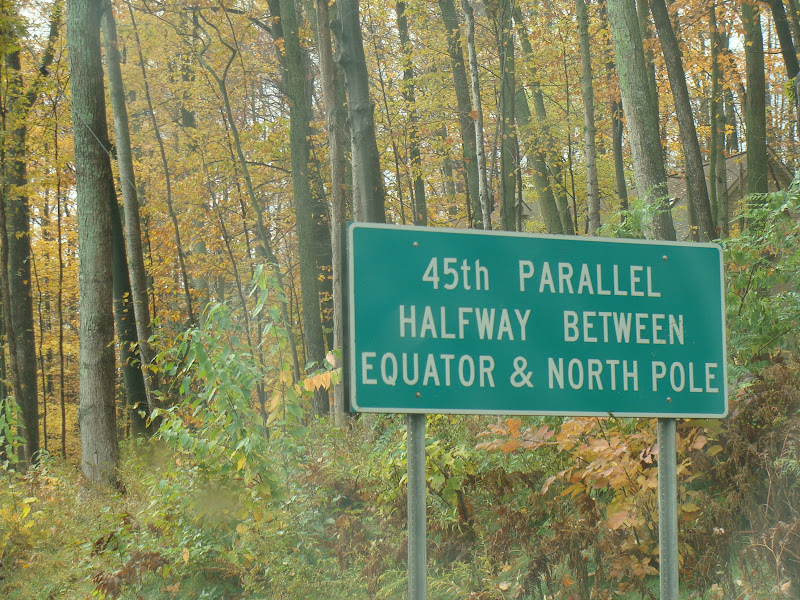 45th PARALLEL
HALFWAY BETWEEN
EQUATOR & NORTH POLE